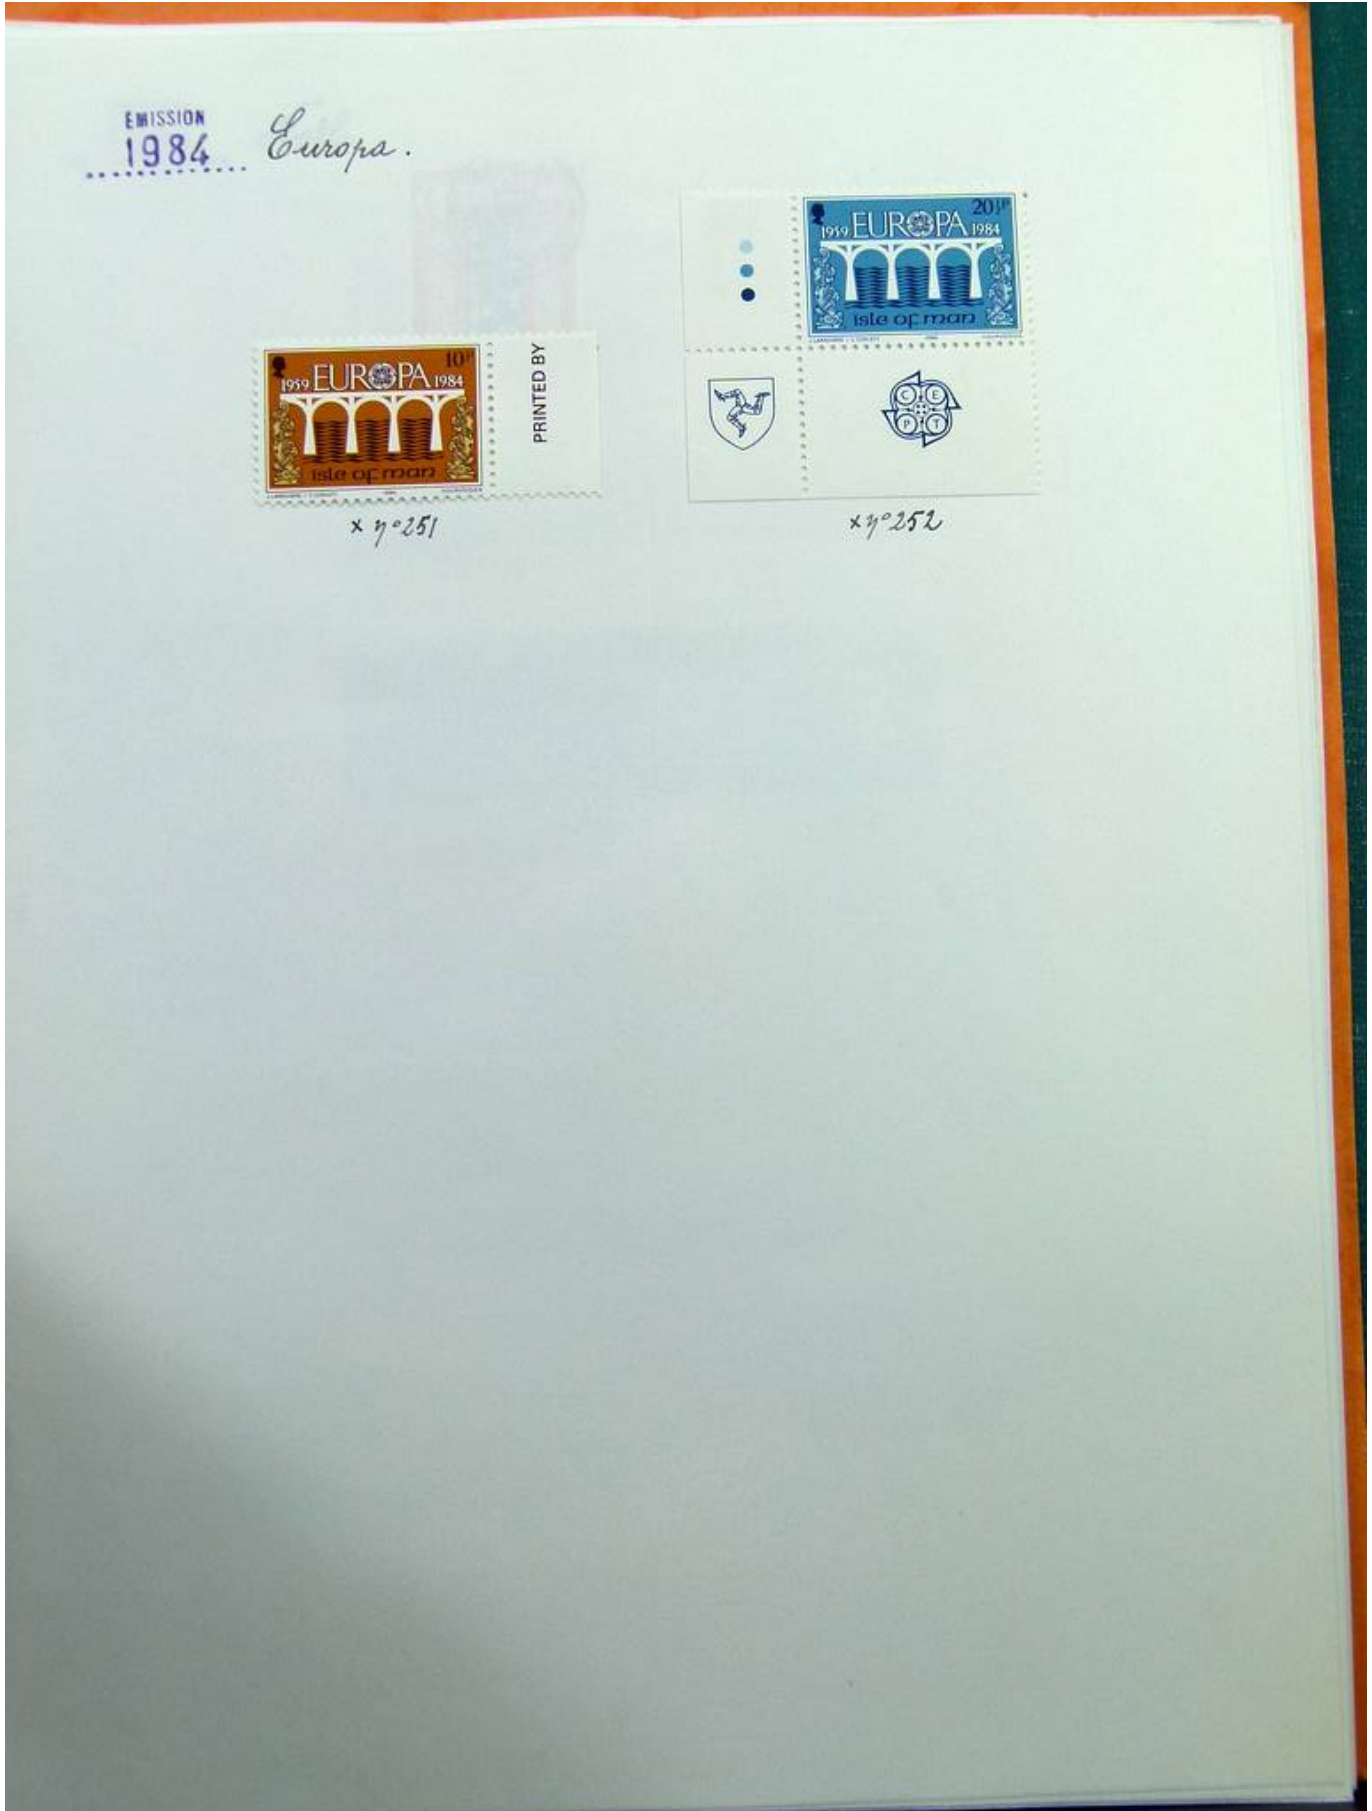 EMISSION
1984 Europa.
20½P
1959 EUROPA 1984
isle of man
10P
1959 EUROPA 1984
isle of man
PRINTED BY
C E
P T
x n° 251
x n° 252